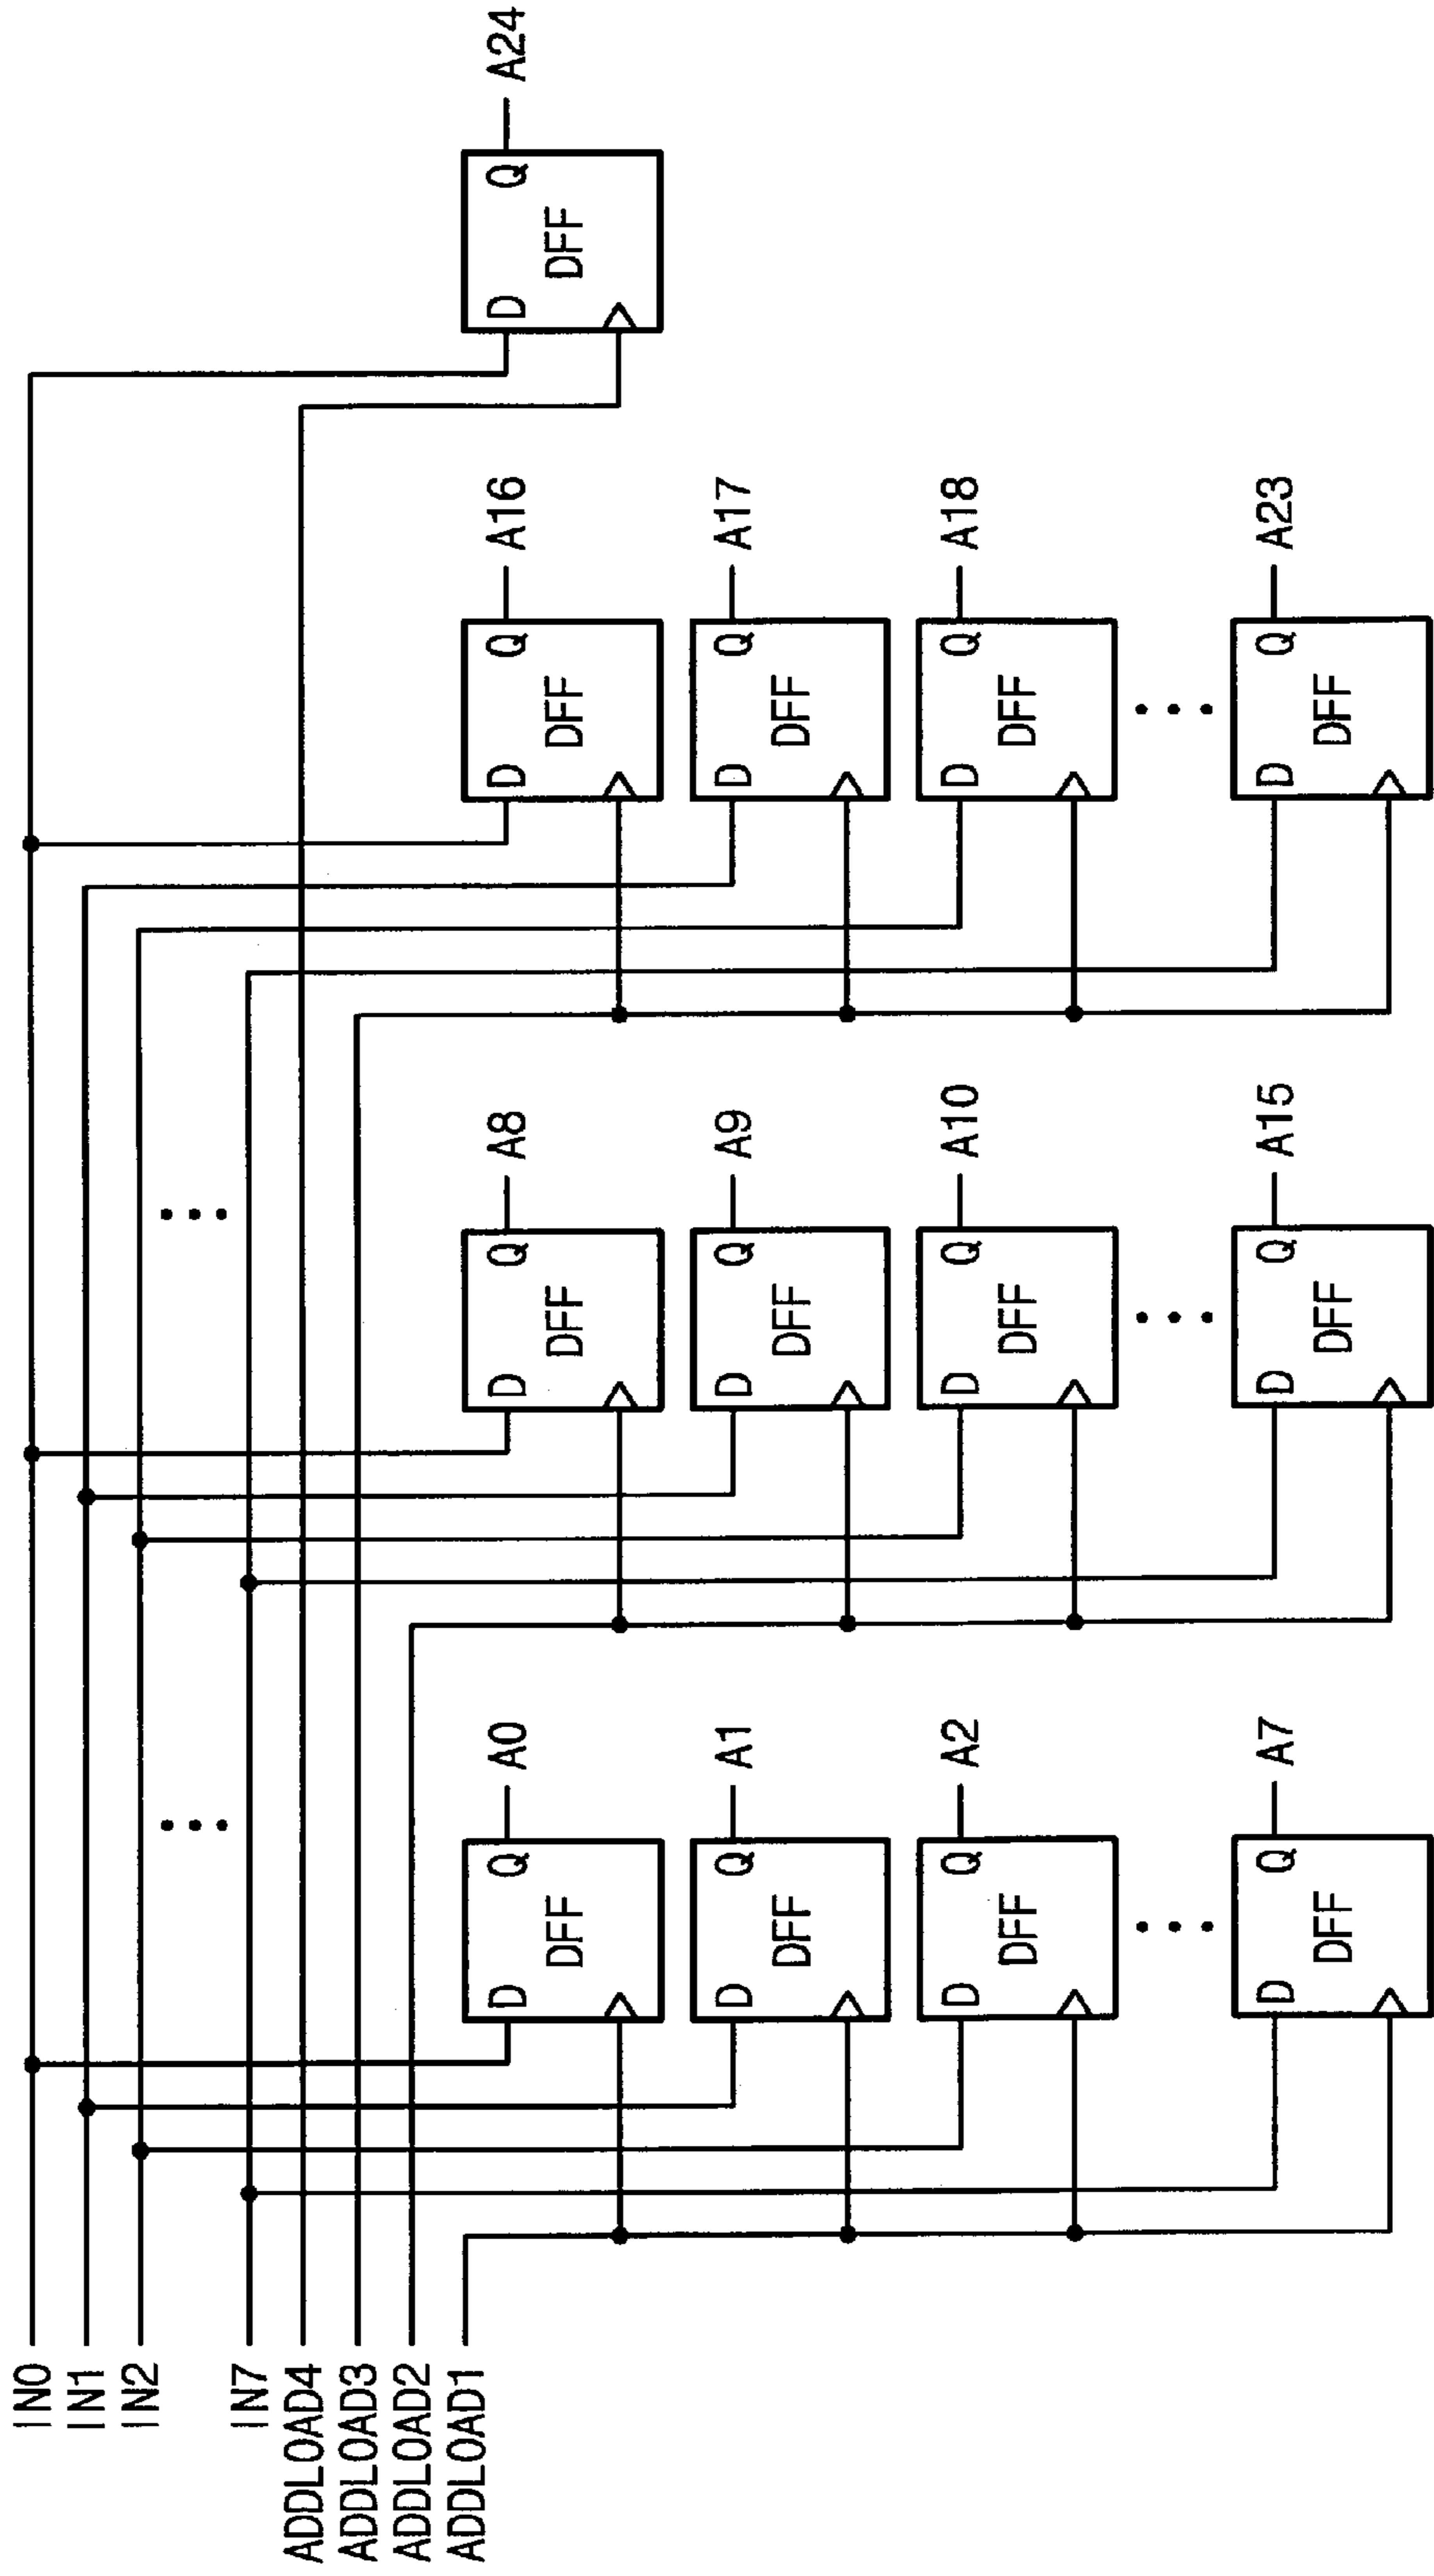 IN0
IN1
IN2
IN7
ADDLOAD4
ADDLOAD3
ADDLOAD2
ADDLOAD1
D Q A0
DFF
D Q A1
DFF
D Q A2
DFF
D Q A7
DFF
D Q A8
DFF
D Q A9
DFF
D Q A10
DFF
D Q A15
DFF
D Q A16
DFF
D Q A17
DFF
D Q A18
DFF
D Q A23
DFF
D Q A24
DFF